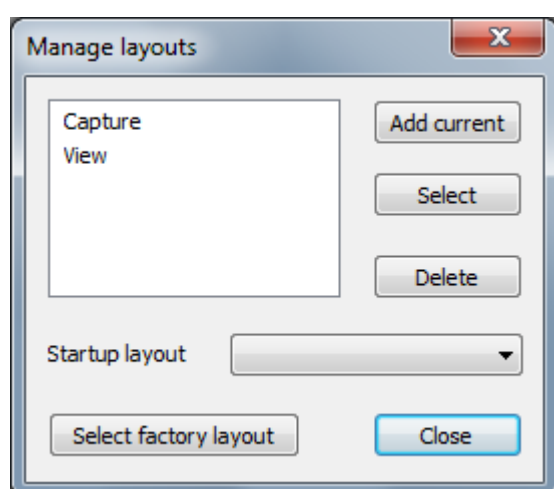 Manage layouts
Capture
View
Add current
Select
Delete
Startup layout
Select factory layout
Close